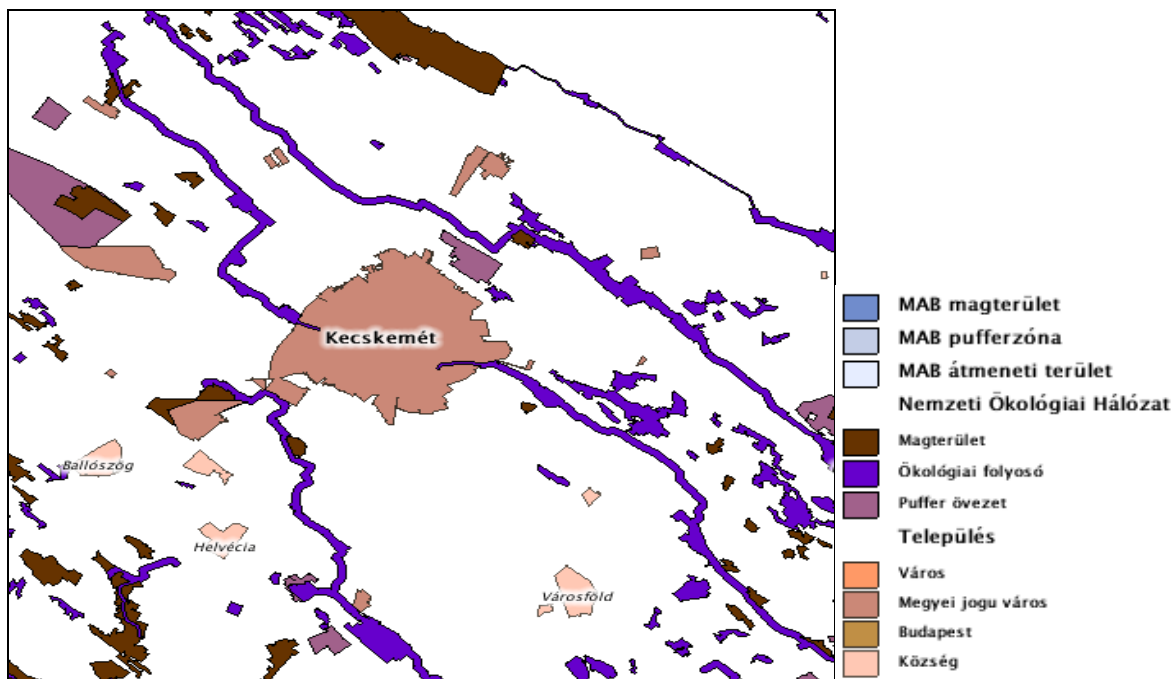 Kecskemét
Ballószög
Helvécia
Városföld
MAB magterület
MAB pufferzóna
MAB átmeneti terület
Nemzeti Ökológiai Hálózat
Magterület
Ökológiai folyosó
Puffer övezet
Település
Város
Megyei jogu város
Budapest
Község